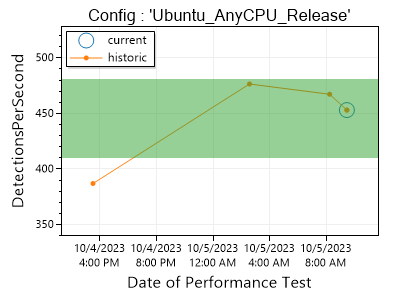 Config : 'Ubuntu_AnyCPU_Release'
current
historic
DetectionsPerSecond
500
450
400
350
10/4/2023 10/4/2023 10/5/2023 10/5/2023 10/5/2023
4:00 PM 8:00 PM 12:00 AM 4:00 AM 8:00 AM
Date of Performance Test